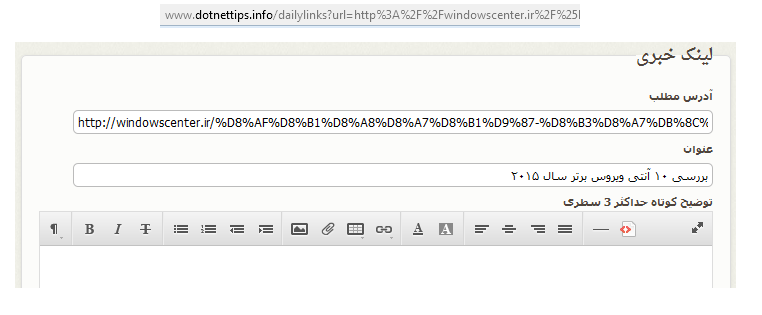 www.dotnettips.info/dailylinks?url=http%3A%2F%2Fwindowscenter.ir%2F%25
لینک خبری
آدرس مطلب
http://windowscenter.ir/%D8%AF%D8%B1%D8%A8%D8%A7%D8%B1%D9%87-%D8%B3%D8%A7%DB%8C%
عنوان
بررسی ۱۰ آنتی ویروس برتر سال ۲۰۱۵
توضیح کوتاه حداکثر 3 سطری
¶ B I T A A